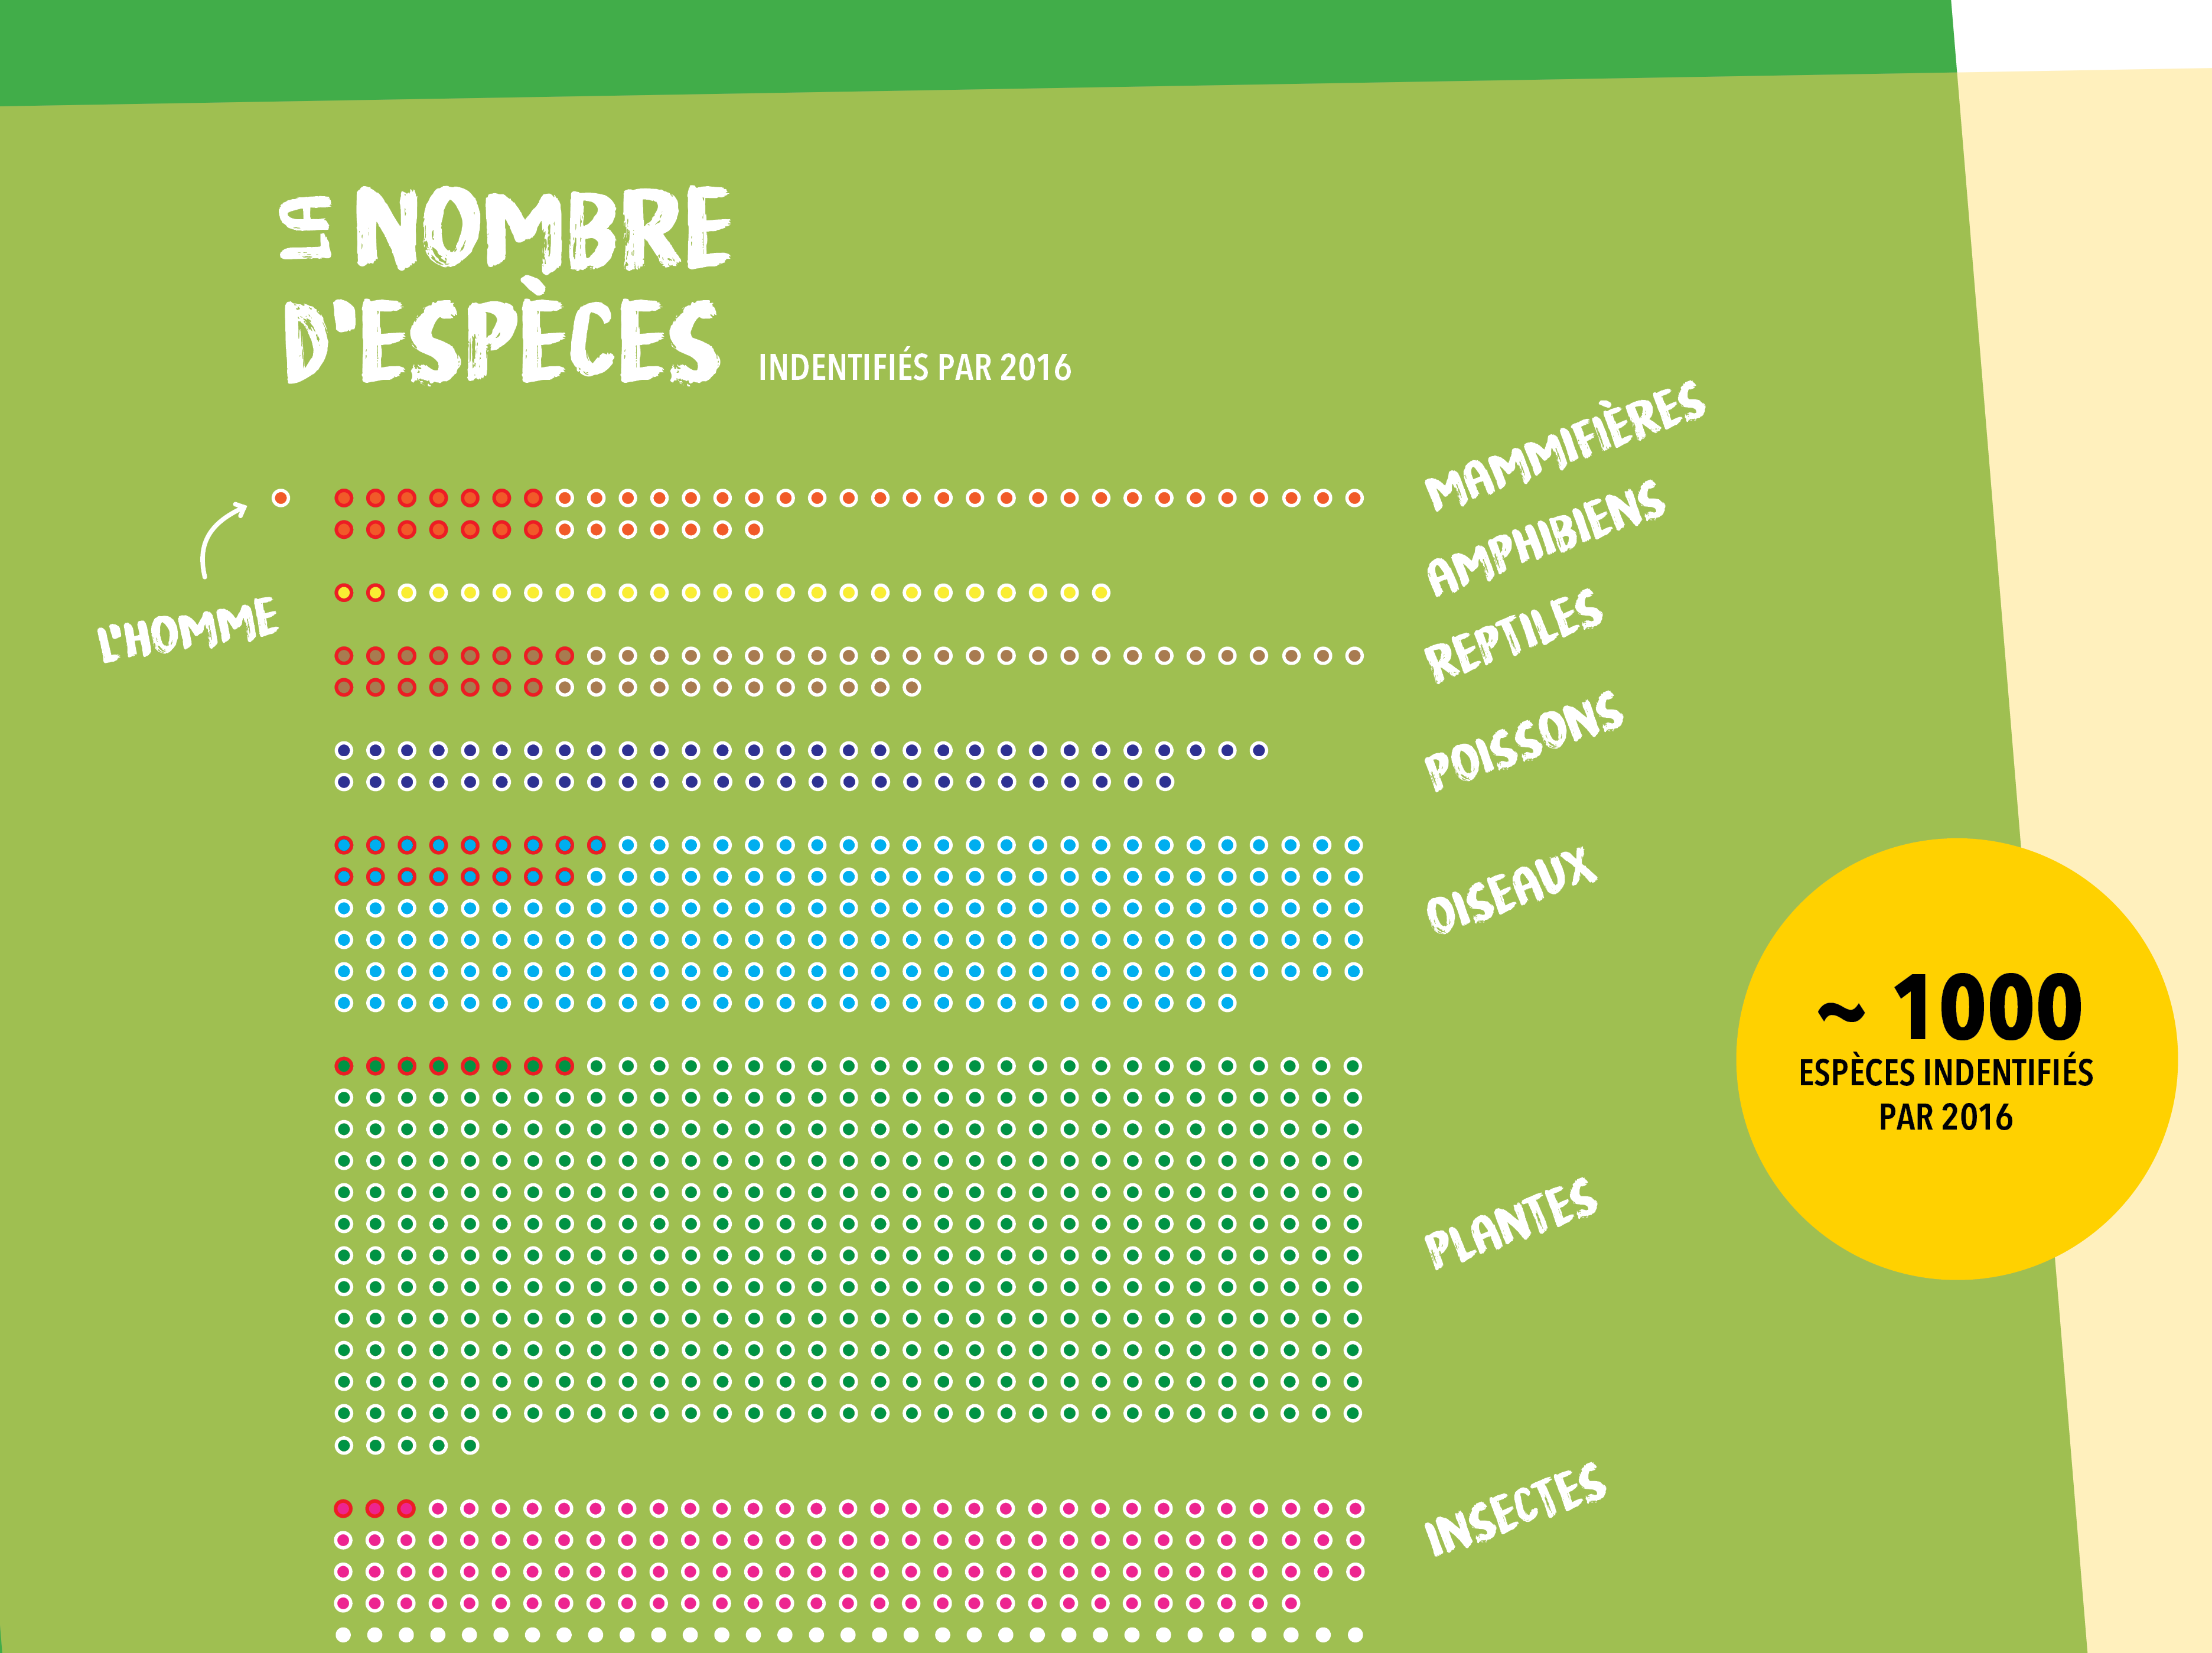 LA NOMBRE
D'ESPÈCES INDENTIFIÉS PAR 2016
MAMMIFIÈRES
AMPHIBIENS
L'HOMME
REPTILES
POISSONS
OISEAUX
~ 1000
ESPÈCES INDENTIFIÉS
PAR 2016
PLANTES
INSECTES